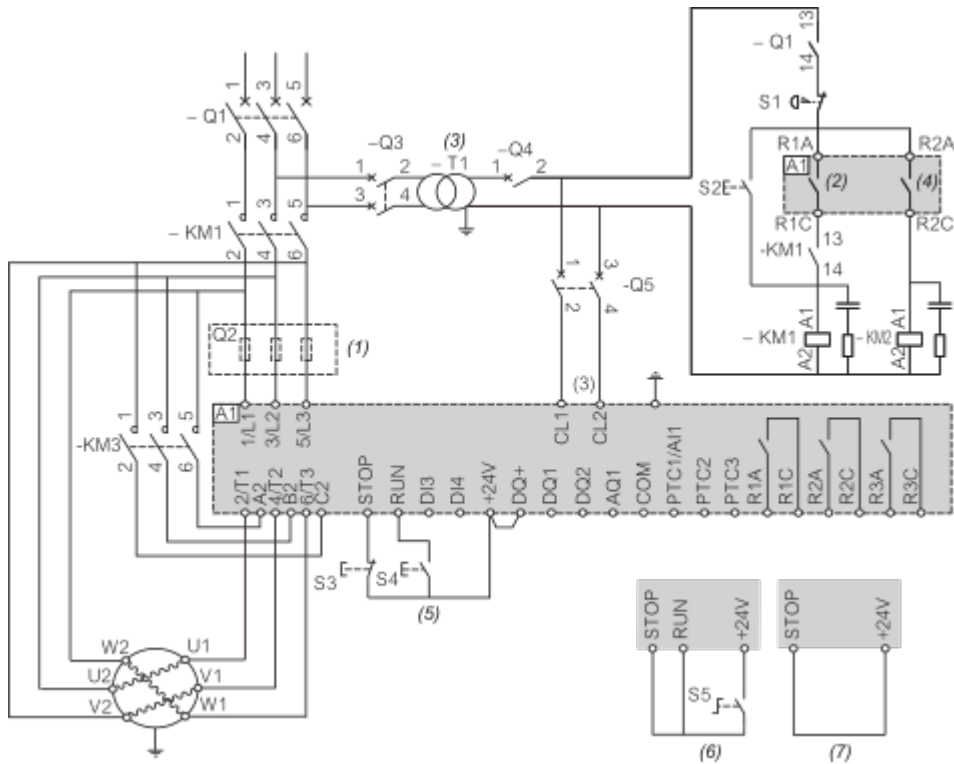 1 3 5
– Q1
2 4 6
–Q3
1 2
3 4
(3)
– T1
–Q4
1 2
13
– Q1
14
S1
R1A R2A
A1
S2 (2) (4)
R1C R2C
-KM1 13
14
A1 A1
– KM1 – KM2
A2 A2
1 3 5
– KM1
2 4 6
1 3
-Q5
2 4
Q2 (1)
(3)
A1
1/L1 3/L2 5/L3 CL1 CL2
1 3 5
-KM3
2 4 6
2/T1 A2 4/T2 B2 6/T3 C2 STOP RUN DI3 DI4 +24V DQ+ DQ1 DQ2 AQ1 COM PTC1/AI1 PTC2 PTC3 R1A R1C R2A R2C R3A R3C
S3 S4
(5)
STOP RUN +24V
S5
(6)
STOP +24V
(7)
W2 U1
U2 V1
V2 W1